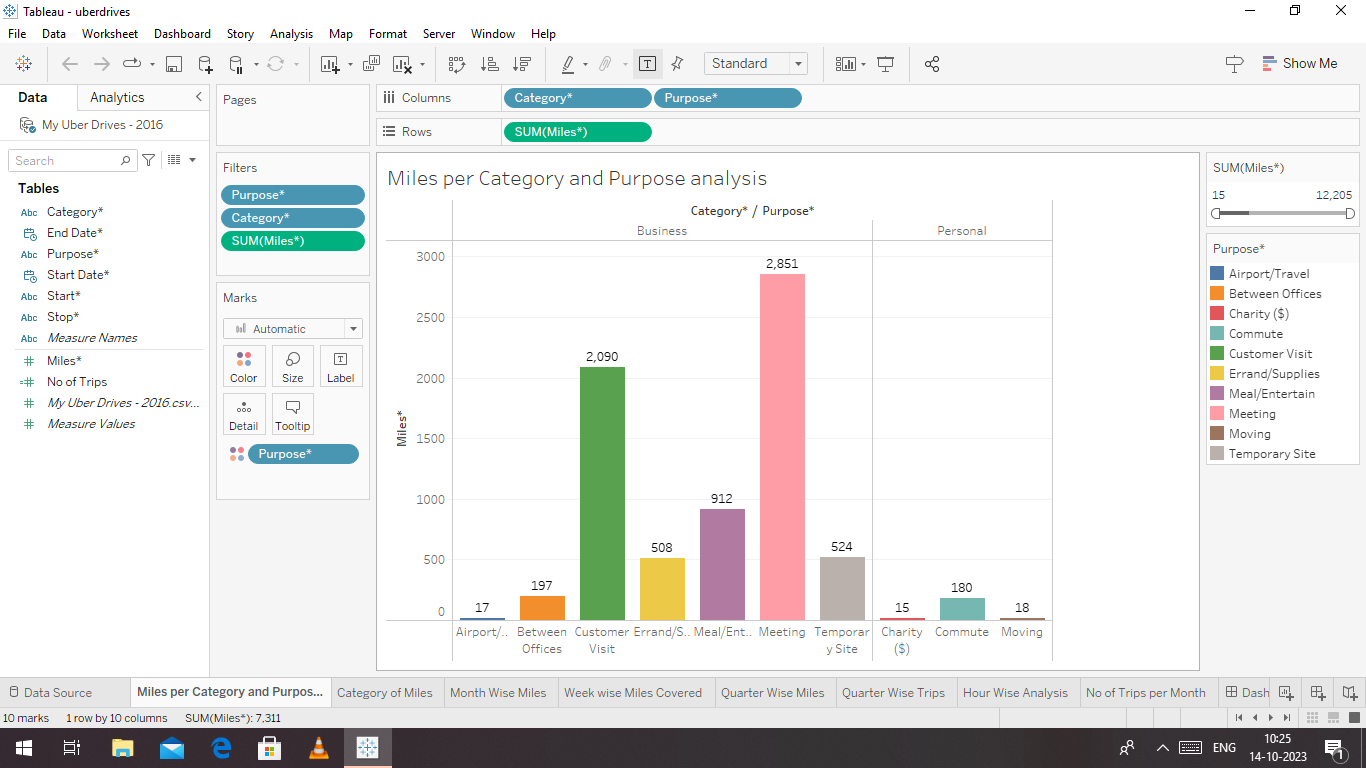 Tableau - uberdrives
File Data Worksheet Dashboard Story Analysis Map Format Server Window Help
Standard
Show Me
Data Analytics
My Uber Drives - 2016
Search
Tables
Abc Category*
End Date*
Abc Purpose*
Start Date*
Abc Start*
Abc Stop*
Abc Measure Names
# Miles*
=# No of Trips
# My Uber Drives - 2016.csv...
# Measure Values
Pages
Filters
Purpose*
Category*
SUM(Miles*)
Marks
Automatic
Color Size Label
Detail Tooltip
Purpose*
Columns Category* Purpose*
Rows SUM(Miles*)
Miles per Category and Purpose analysis
Category* / Purpose*
Business Personal
Miles*
3000
2500
2000
1500
1000
500
0
17
197
2,090
508
912
2,851
524
15
180
18
Airport/..
Between
Offices
Customer
Visit
Errand/S..
Meal/Ent..
Meeting
Temporar
y Site
Charity
($)
Commute
Moving
SUM(Miles*)
15 12,205
Purpose*
Airport/Travel
Between Offices
Charity ($)
Commute
Customer Visit
Errand/Supplies
Meal/Entertain
Meeting
Moving
Temporary Site
Data Source Miles per Category and Purpos... Category of Miles Month Wise Miles Week wise Miles Covered Quarter Wise Miles Quarter Wise Trips Hour Wise Analysis No of Trips per Month Dash
10 marks 1 row by 10 columns SUM(Miles*): 7,311
ENG
10:25
14-10-2023
1